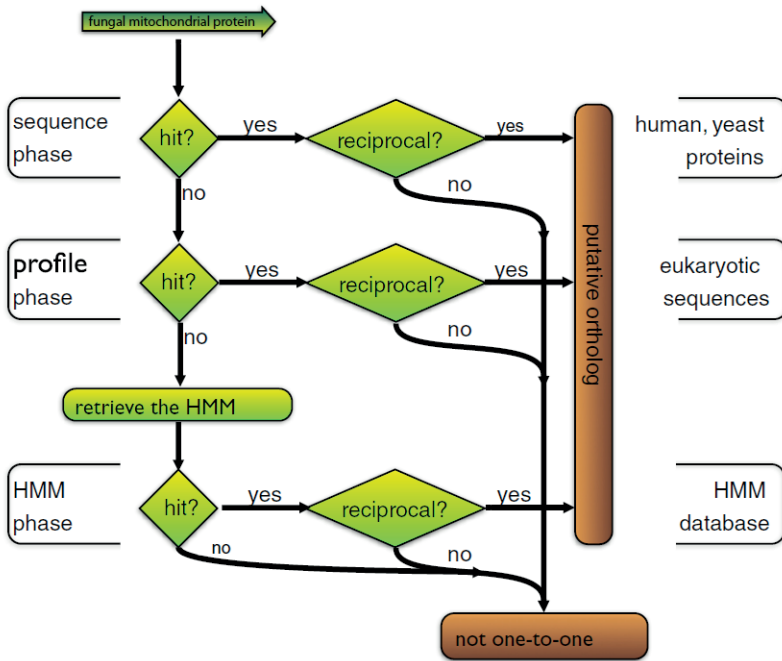 fungal mitochondrial protein
sequence
phase
hit?
yes
reciprocal?
yes
human, yeast
proteins
no
no
profile
phase
hit?
yes
reciprocal?
yes
eukaryotic
sequences
no
no
putative ortholog
retrieve the HMM
HMM
phase
hit?
yes
reciprocal?
yes
HMM
database
no
no
not one-to-one